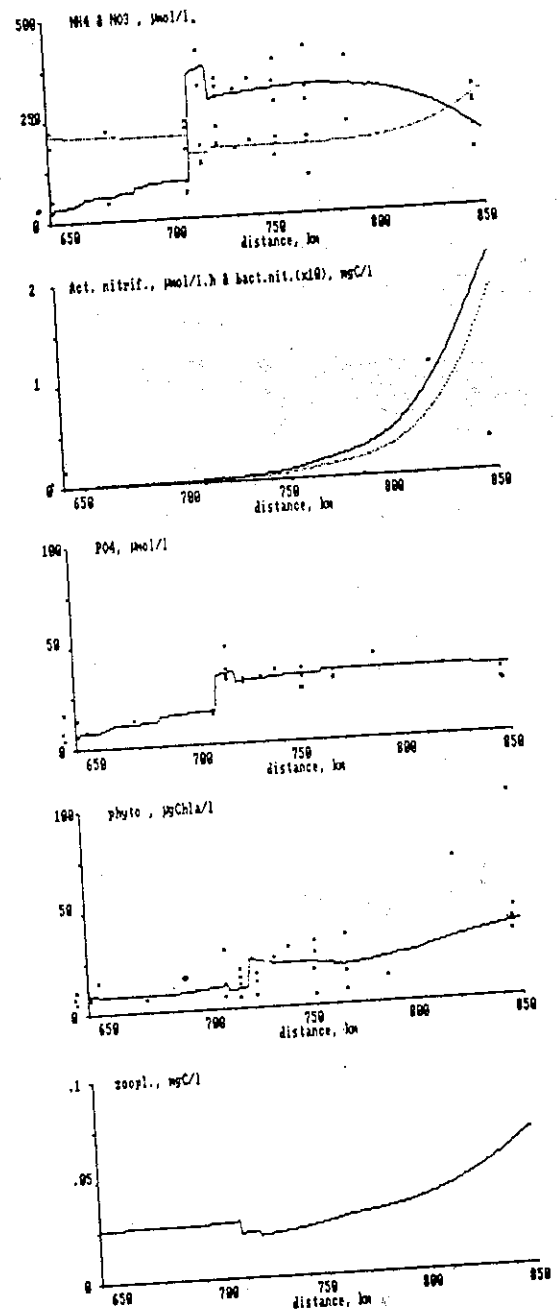 500
NH4 & NO3 , µmol/l.
250
0
650 700 750 800 850
distance, km
2
Act. nitrif., µmol/l.h & bact.nit.(x10), mgC/l
1
0
650 700 750 800 850
distance, km
100
PO4, µmol/l
50
0
650 700 750 800 850
distance, km
100
phyto , µgChla/l
50
0
650 700 750 800 850
distance, km
.1
zoopl., mgC/l
.05
0
650 700 750 800 850
distance, km